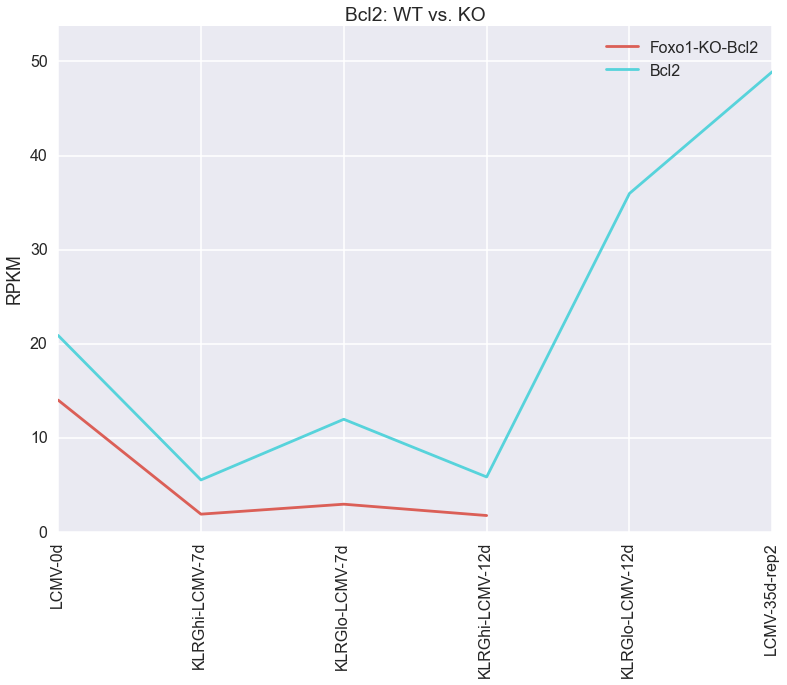 Bcl2: WT vs. KO
Foxo1-KO-Bcl2
Bcl2
RPKM
50
40
30
20
10
0
LCMV-0d
KLRGhi-LCMV-7d
KLRGlo-LCMV-7d
KLRGhi-LCMV-12d
KLRGlo-LCMV-12d
LCMV-35d-rep2